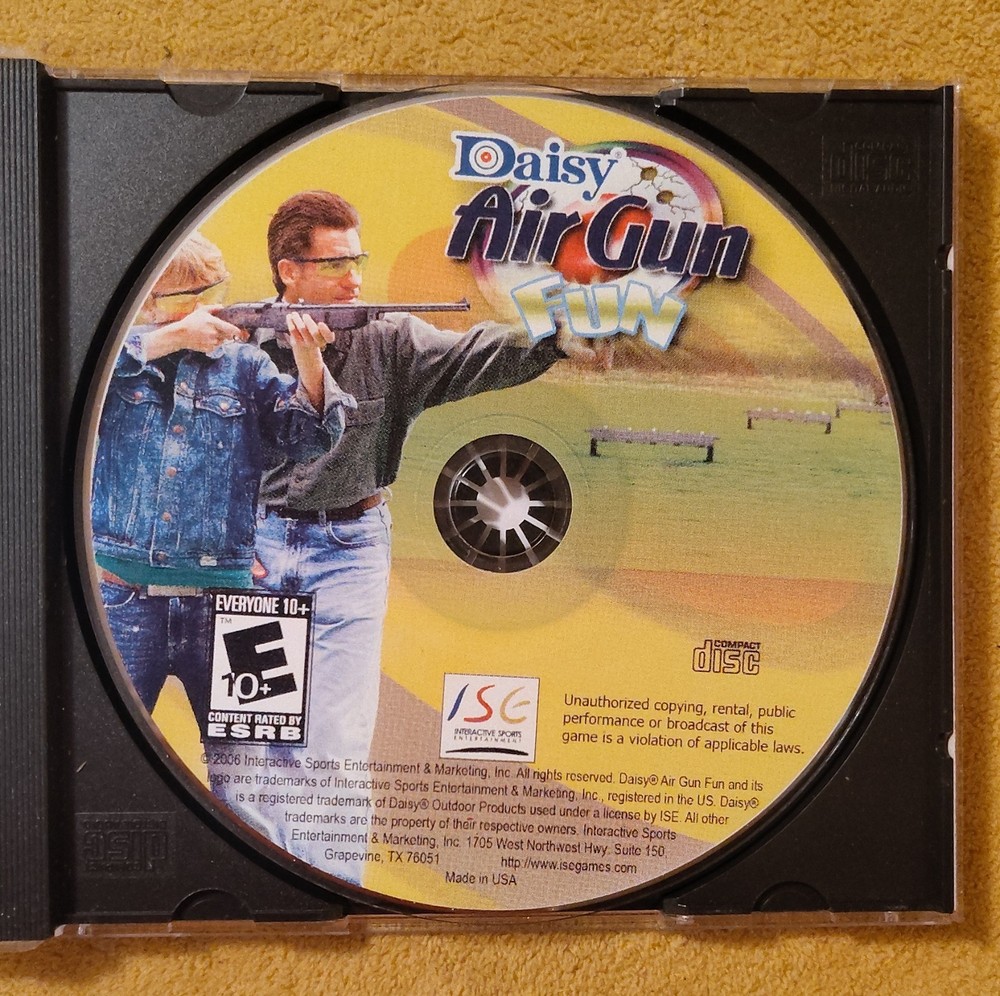 Daisy®
Air Gun
FUN
EVERYONE 10+
TM
E
10+
CONTENT RATED BY
ESRB
COMPACT
disc
ISE
INTERACTIVE SPORTS
ENTERTAINMENT
Unauthorized copying, rental, public
performance or broadcast of this
game is a violation of applicable laws.
© 2006 Interactive Sports Entertainment & Marketing, Inc. All rights reserved. Daisy® Air Gun Fun and its
logo are trademarks of Interactive Sports Entertainment & Marketing, Inc., registered in the US. Daisy®
is a registered trademark of Daisy® Outdoor Products used under a license by ISE. All other
trademarks are the property of their respective owners. Interactive Sports
Entertainment & Marketing, Inc. 1705 West Northwest Hwy. Suite 150,
Grapevine, TX 76051 http://www.isegames.com
Made in USA